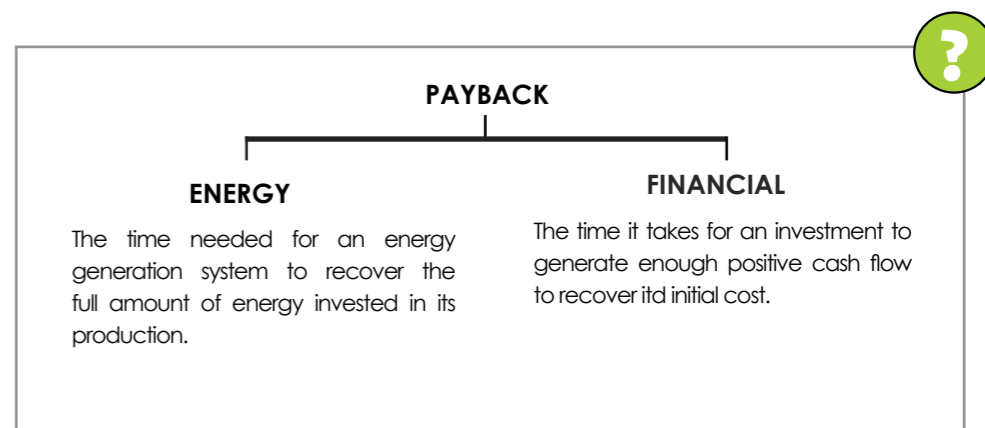 ?
PAYBACK
ENERGY
The time needed for an energy
generation system to recover the
full amount of energy invested in its
production.
FINANCIAL
The time it takes for an investment to
generate enough positive cash flow
to recover itd initial cost.